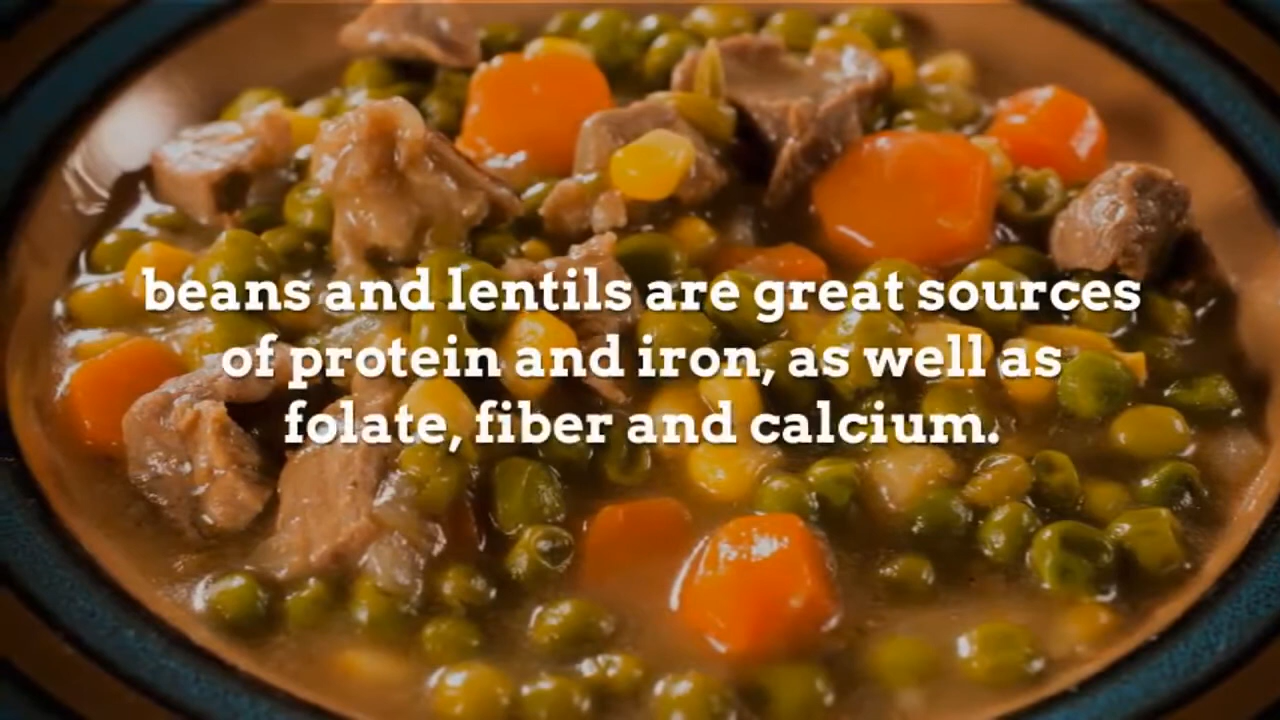 beans and lentils are great sources
of protein and iron, as well as
folate, fiber and calcium.